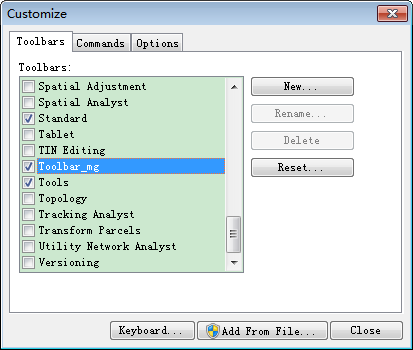 Customize
Toolbars Commands Options
Toolbars:
Spatial Adjustment
Spatial Analyst
Standard
Tablet
TIN Editing
Toolbar_mg
Tools
Topology
Tracking Analyst
Transform Parcels
Utility Network Analyst
Versioning
New...
Rename...
Delete
Reset...
Keyboard... Add From File... Close